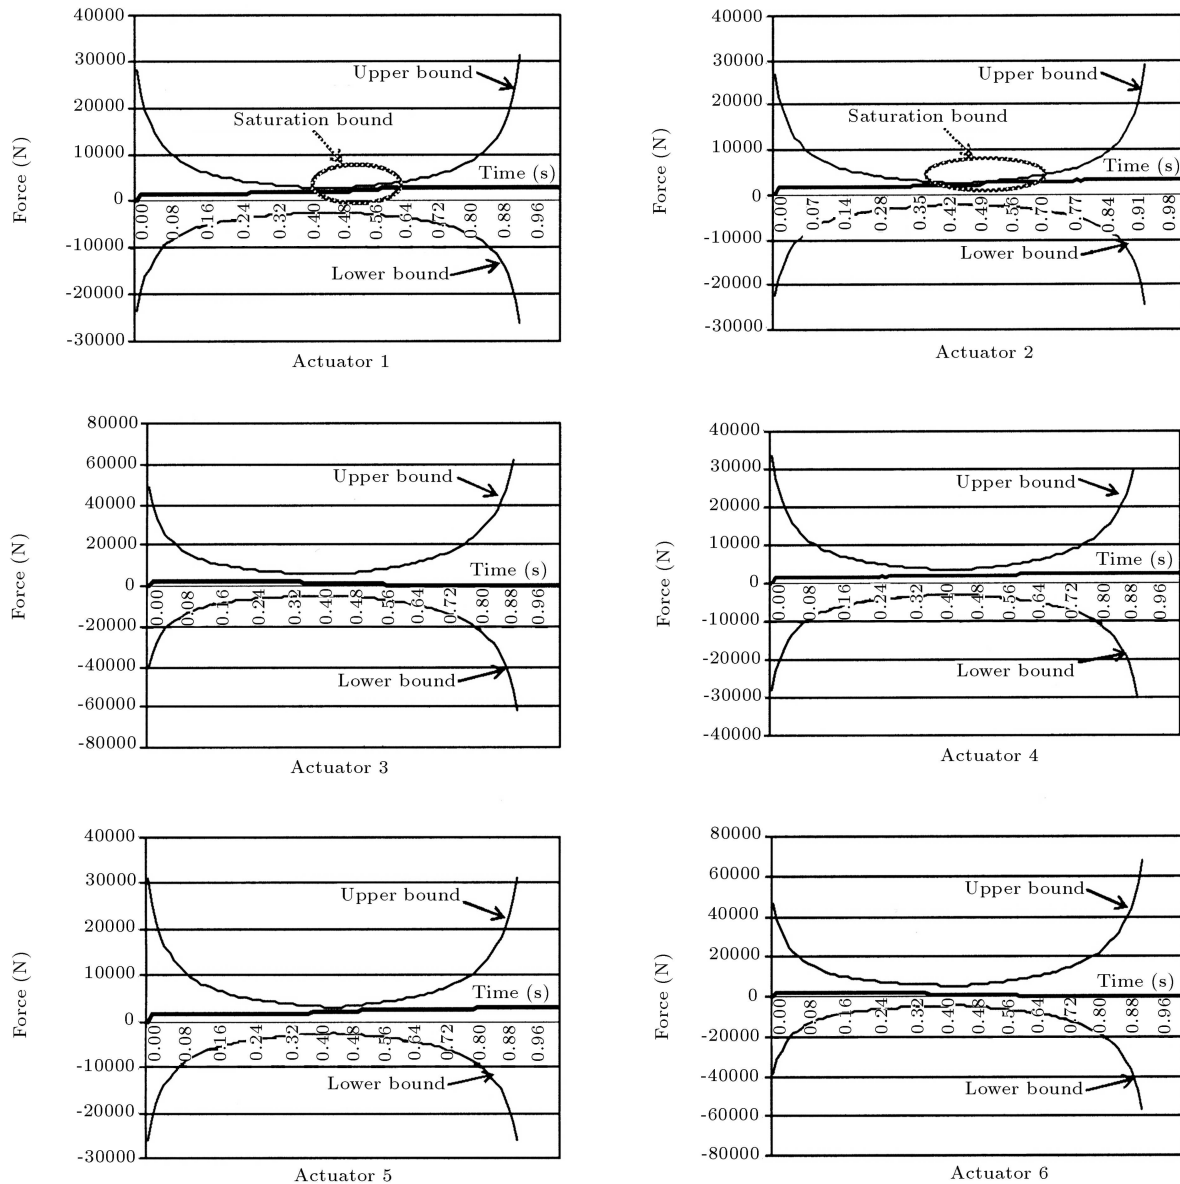 40000
30000
20000
10000
0
-10000
-20000
-30000
Force (N)
Upper bound
Saturation bound
Time (s)
0.00 0.08 0.16 0.24 0.32 0.40 0.48 0.56 0.64 0.72 0.80 0.88 0.96
Lower bound
Actuator 1
40000
30000
20000
10000
0
-10000
-20000
-30000
Force (N)
Upper bound
Saturation bound
Time (s)
0.00 0.07 0.14 0.28 0.35 0.42 0.49 0.56 0.70 0.77 0.84 0.91 0.98
Lower bound
Actuator 2
80000
60000
40000
20000
0
-20000
-40000
-60000
-80000
Force (N)
Upper bound
Time (s)
0.00 0.08 0.16 0.24 0.32 0.40 0.48 0.56 0.64 0.72 0.80 0.88 0.96
Lower bound
Actuator 3
40000
30000
20000
10000
0
-10000
-20000
-30000
-40000
Force (N)
Upper bound
Time (s)
0.00 0.08 0.16 0.24 0.32 0.40 0.48 0.56 0.64 0.72 0.80 0.88 0.96
Lower bound
Actuator 4
40000
30000
20000
10000
0
-10000
-20000
-30000
Force (N)
Upper bound
Time (s)
0.00 0.08 0.16 0.24 0.32 0.40 0.48 0.56 0.64 0.72 0.80 0.88 0.96
Lower bound
Actuator 5
80000
60000
40000
20000
0
-20000
-40000
-60000
-80000
Force (N)
Upper bound
Time (s)
0.00 0.08 0.16 0.24 0.32 0.40 0.48 0.56 0.64 0.72 0.80 0.88 0.96
Lower bound
Actuator 6